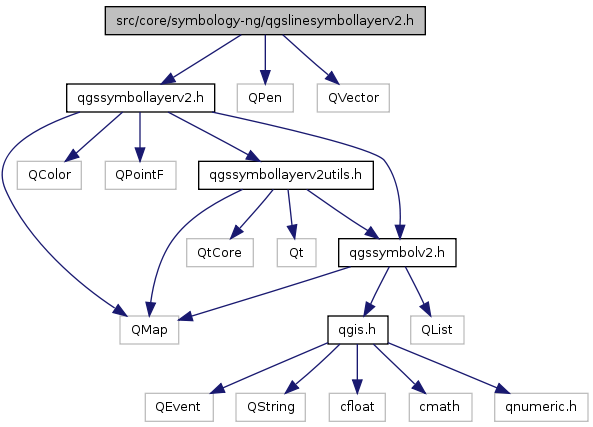 src/core/symbology-ng/qgslinesymbollayerv2.h
qgssymbollayerv2.h
QPen
QVector
QColor
QPointF
qgssymbollayerv2utils.h
QtCore
Qt
qgssymbolv2.h
QMap
qgis.h
QList
QEvent
QString
cfloat
cmath
qnumeric.h